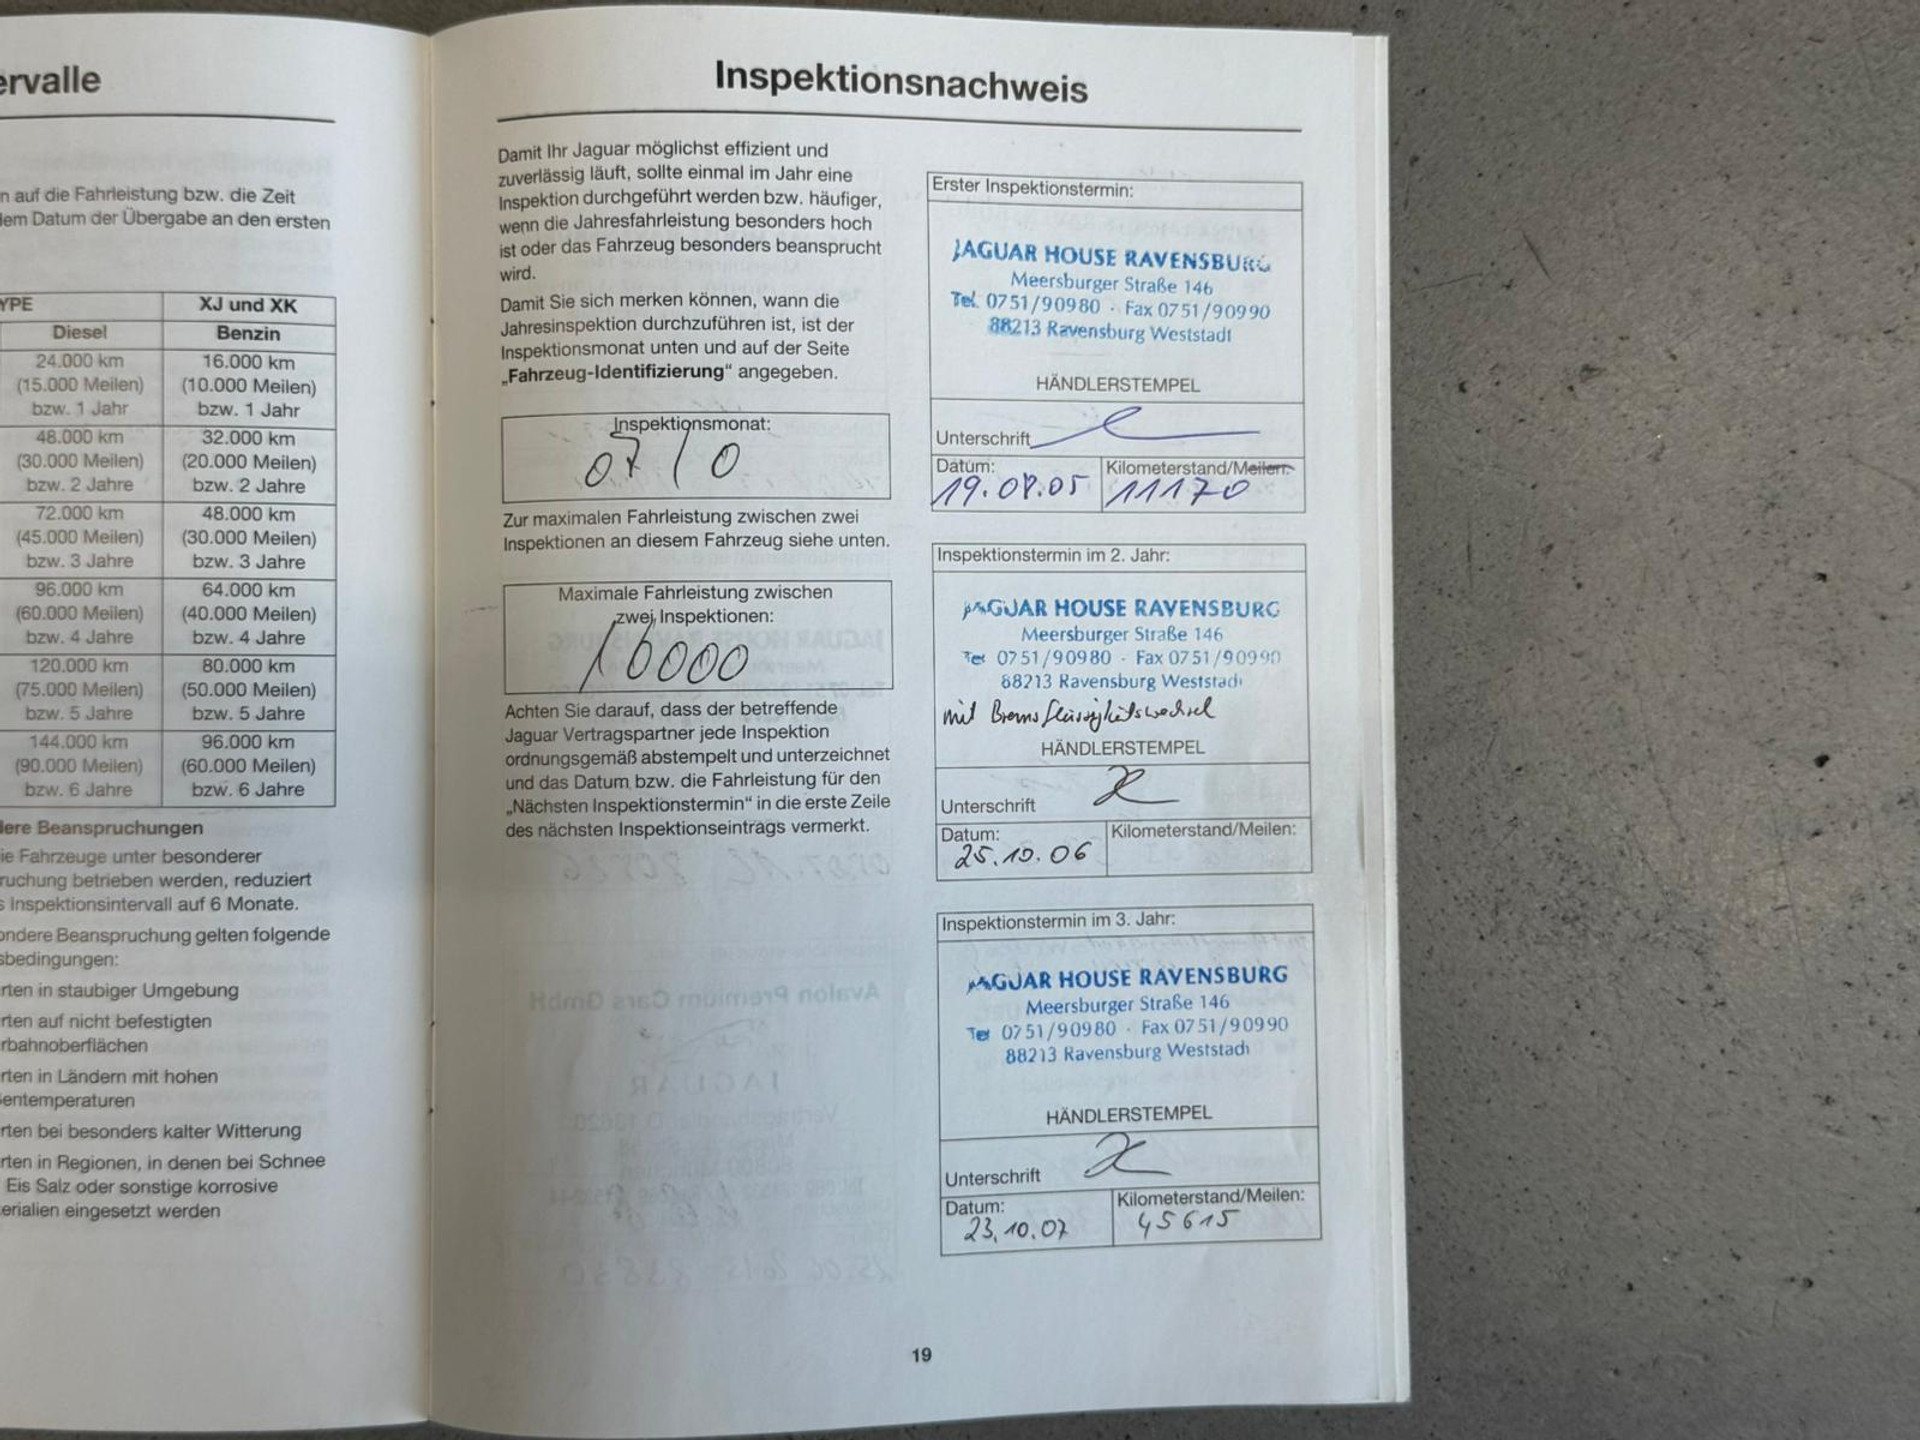 ervalle
n auf die Fahrleistung bzw. die Zeit
dem Datum der Übergabe an den ersten
YPE XJ und XK
Diesel Benzin
24.000 km 16.000 km
(15.000 Meilen) (10.000 Meilen)
bzw. 1 Jahr bzw. 1 Jahr
48.000 km 32.000 km
(30.000 Meilen) (20.000 Meilen)
bzw. 2 Jahre bzw. 2 Jahre
72.000 km 48.000 km
(45.000 Meilen) (30.000 Meilen)
bzw. 3 Jahre bzw. 3 Jahre
96.000 km 64.000 km
(60.000 Meilen) (40.000 Meilen)
bzw. 4 Jahre bzw. 4 Jahre
120.000 km 80.000 km
(75.000 Meilen) (50.000 Meilen)
bzw. 5 Jahre bzw. 5 Jahre
144.000 km 96.000 km
(90.000 Meilen) (60.000 Meilen)
bzw. 6 Jahre bzw. 6 Jahre
dere Beanspruchungen
ie Fahrzeuge unter besonderer
ruchung betrieben werden, reduziert
s Inspektionsintervall auf 6 Monate.
ondere Beanspruchung gelten folgende
sbedingungen:
rten in staubiger Umgebung
rten auf nicht befestigten
rbahnoberflächen
rten in Ländern mit hohen
entemperaturen
rten bei besonders kalter Witterung
rten in Regionen, in denen bei Schnee
Eis Salz oder sonstige korrosive
erialien eingesetzt werden
Inspektionsnachweis
Damit Ihr Jaguar möglichst effizient und
zuverlässig läuft, sollte einmal im Jahr eine
Inspektion durchgeführt werden bzw. häufiger,
wenn die Jahresfahrleistung besonders hoch
ist oder das Fahrzeug besonders beansprucht
wird.
Damit Sie sich merken können, wann die
Jahresinspektion durchzuführen ist, ist der
Inspektionsmonat unten und auf der Seite
„Fahrzeug-Identifizierung“ angegeben.
Inspektionsmonat:
07/0
Zur maximalen Fahrleistung zwischen zwei
Inspektionen an diesem Fahrzeug siehe unten.
Maximale Fahrleistung zwischen
zwei Inspektionen:
16000
Achten Sie darauf, dass der betreffende
Jaguar Vertragspartner jede Inspektion
ordnungsgemäß abstempelt und unterzeichnet
und das Datum bzw. die Fahrleistung für den
„Nächsten Inspektionstermin“ in die erste Zeile
des nächsten Inspektionseintrags vermerkt.
Erster Inspektionstermin:
JAGUAR HOUSE RAVENSBURG
Meersburger Straße 146
Tel. 0751/90980 · Fax 0751/90990
88213 Ravensburg Weststadt
HÄNDLERSTEMPEL
Unterschrift
Datum: Kilometerstand/Meilen:
19.07.05 11170
Inspektionstermin im 2. Jahr:
JAGUAR HOUSE RAVENSBURG
Meersburger Straße 146
Tel 0751/90980 · Fax 0751/90990
88213 Ravensburg Weststadt
mit Bremsflüssigkeitswechsel
HÄNDLERSTEMPEL
Unterschrift
Datum: Kilometerstand/Meilen:
25.10.06
Inspektionstermin im 3. Jahr:
JAGUAR HOUSE RAVENSBURG
Meersburger Straße 146
Tel 0751/90980 · Fax 0751/90990
88213 Ravensburg Weststadt
HÄNDLERSTEMPEL
Unterschrift
Datum: Kilometerstand/Meilen:
23.10.07 45615
19